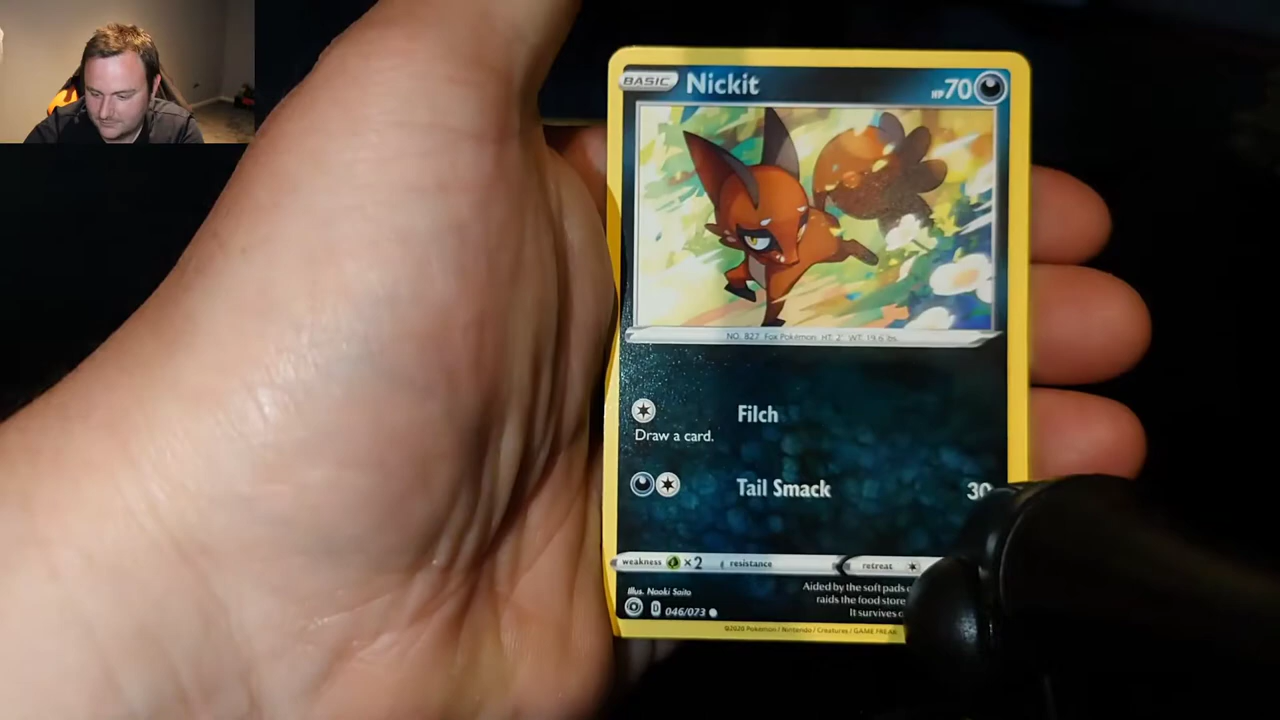 BASIC Nickit HP 70
NO. 827 Fox Pokémon HT: 2' WT: 19.6 lbs.
Filch
Draw a card.
Tail Smack 30
weakness ×2 resistance retreat
Illus. Naoki Saito
Aided by the soft pads
raids the food store
It survives
D 046/073
©2020 Pokémon / Nintendo / Creatures / GAME FREAK